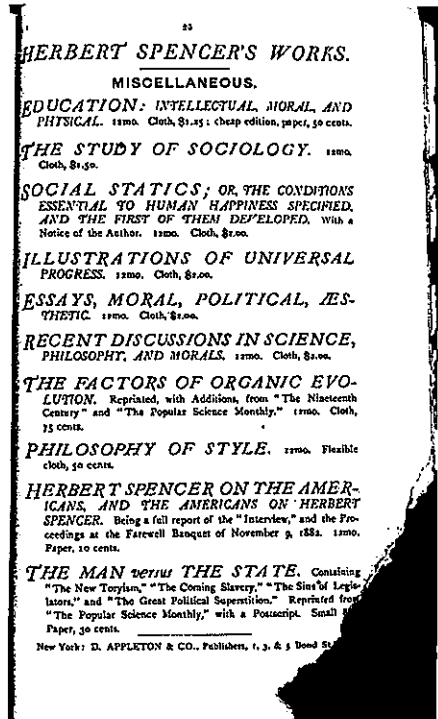 23
HERBERT SPENCER'S WORKS.
MISCELLANEOUS.
EDUCATION: INTELLECTUAL, MORAL, AND
PHYSICAL. 12mo. Cloth, $1.25; cheap edition, paper, 50 cents.
THE STUDY OF SOCIOLOGY. 12mo.
Cloth, $1.50.
SOCIAL STATICS; OR, THE CONDITIONS
ESSENTIAL TO HUMAN HAPPINESS SPECIFIED,
AND THE FIRST OF THEM DEVELOPED. With a
Notice of the Author. 12mo. Cloth, $2.00.
ILLUSTRATIONS OF UNIVERSAL
PROGRESS. 12mo. Cloth, $2.00.
ESSAYS, MORAL, POLITICAL, ÆS-
THETIC. 12mo. Cloth, $2.00.
RECENT DISCUSSIONS IN SCIENCE,
PHILOSOPHY, AND MORALS. 12mo. Cloth, $2.00.
THE FACTORS OF ORGANIC EVO-
LUTION. Reprinted, with Additions, from "The Nineteenth
Century" and "The Popular Science Monthly." 12mo. Cloth,
75 cents.
PHILOSOPHY OF STYLE. 12mo. Flexible
cloth, 50 cents.
HERBERT SPENCER ON THE AMER-
ICANS, AND THE AMERICANS ON HERBERT
SPENCER. Being a full report of the "Interview," and the Pro-
ceedings at the Farewell Banquet of November 9, 1882. 12mo.
Paper, 10 cents.
THE MAN versus THE STATE. Containing
"The New Toryism," "The Coming Slavery," "The Sins of Legis-
lators," and "The Great Political Superstition." Reprinted from
"The Popular Science Monthly," with a Postscript. Small
Paper, 30 cents.
New York: D. APPLETON & CO., Publishers, 1, 3, & 5 Bond St